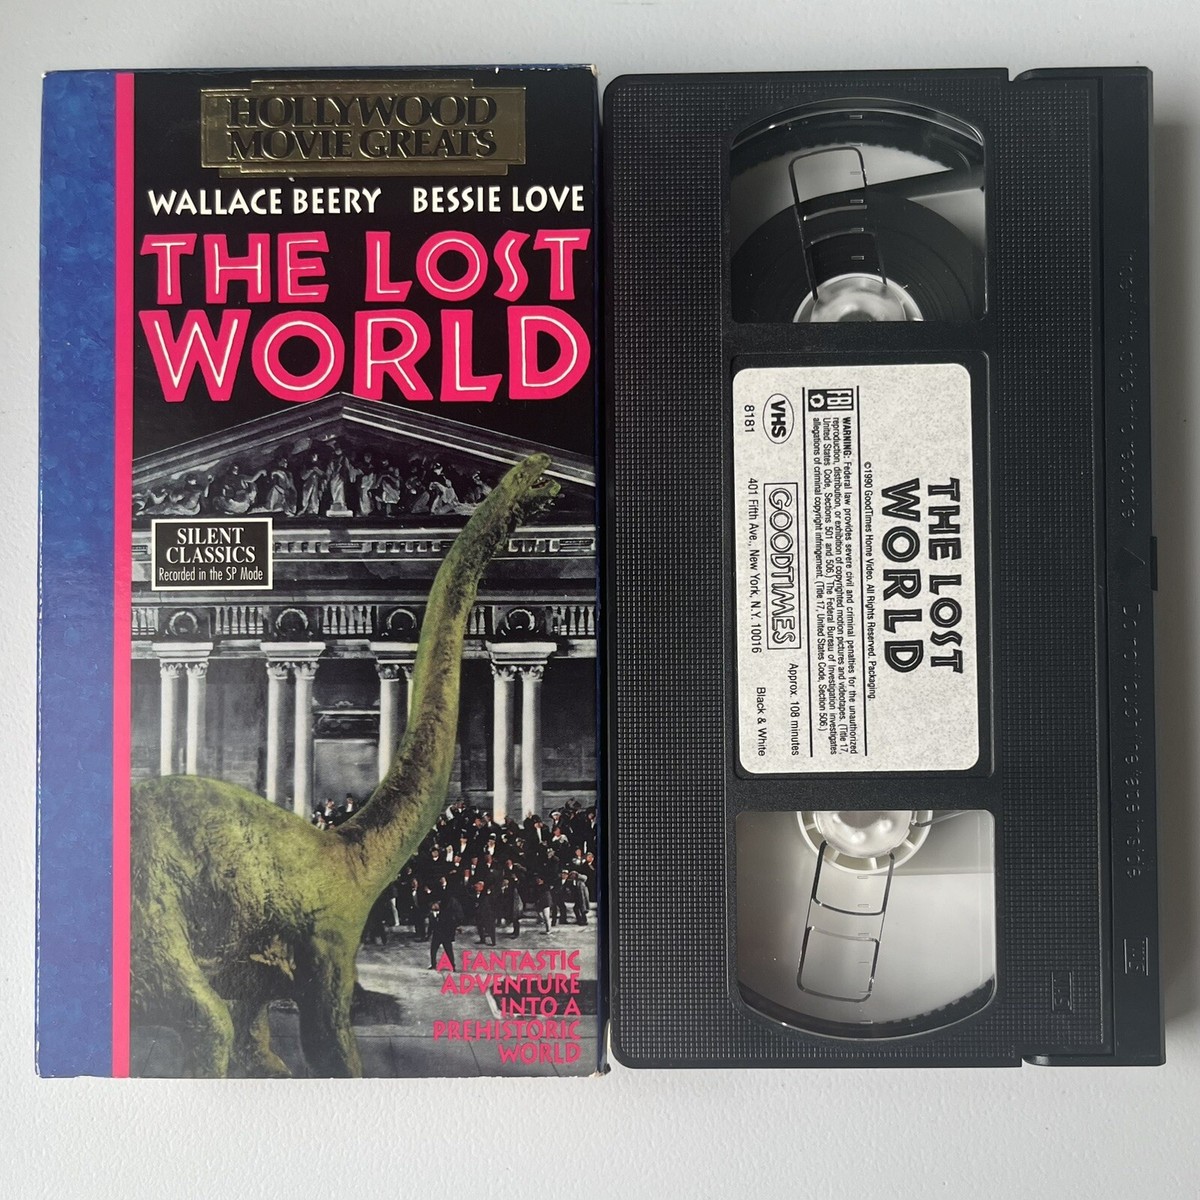 HOLLYWOOD
MOVIE GREATS
WALLACE BEERY BESSIE LOVE
THE LOST
WORLD
SILENT
CLASSICS
Recorded in the SP Mode
A FANTASTIC
ADVENTURE
INTO A
PREHISTORIC
WORLD
THE LOST
WORLD
©1990 GoodTimes Home Video. All Rights Reserved. Packaging.
FBI
WARNING: Federal law provides severe civil and criminal penalties for the unauthorized
reproduction, distribution, or exhibition of copyrighted motion pictures and videotapes. (Title 17,
United States Code, Sections 501 and 506.) The Federal Bureau of Investigation investigates
allegations of criminal copyright infringement. (Title 17, United States Code, Section 506)
VHS
GOODTIMES
Approx. 108 minutes
8181
401 Fifth Ave., New York, N.Y. 10016
Black & White